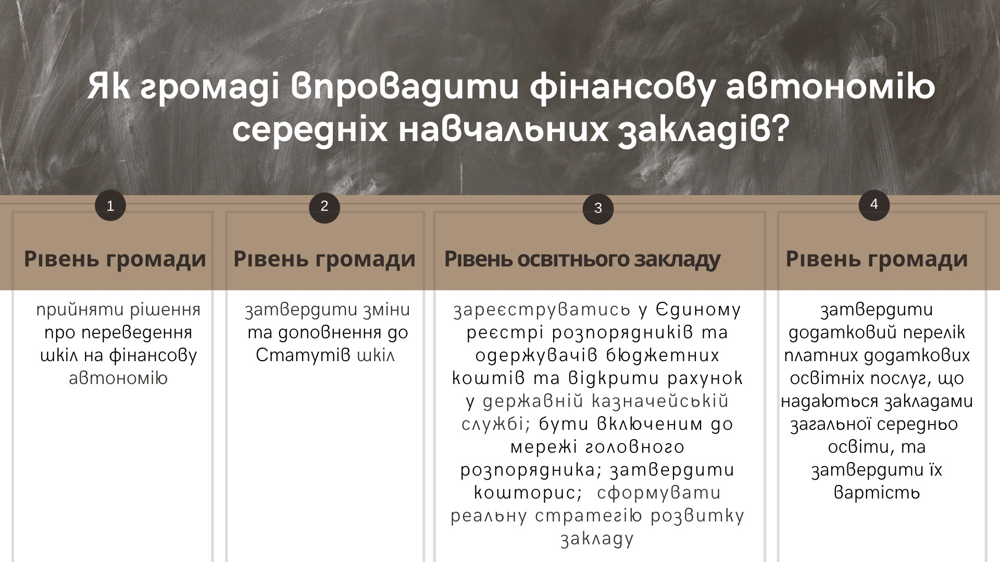 Як громаді впровадити фінансову автономію
середніх навчальних закладів?
1
Рівень громади
прийняти рішення
про переведення
шкіл на фінансову
автономію
2
Рівень громади
затвердити зміни
та доповнення до
Статутів шкіл
3
Рівень освітнього закладу
зареєструватись у Єдиному
реєстрі розпорядників та
одержувачів бюджетних
коштів та відкрити рахунок
у державній казначейській
службі; бути включеним до
мережі головного
розпорядника; затвердити
кошторис; сформувати
реальну стратегію розвитку
закладу
4
Рівень громади
затвердити
додатковий перелік
платних додаткових
освітніх послуг, що
надаються закладами
загальної середньо
освіти, та
затвердити їх
вартість